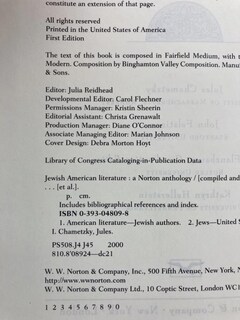 constitute an extension of that page.
All rights reserved
Printed in the United States of America
First Edition
The text of this book is composed in Fairfield Medium, with t
Modern. Composition by Binghamton Valley Composition. Manu
& Sons.
Editor: Julia Reidhead
Developmental Editor: Carol Flechner
Permissions Manager: Kristin Sheerin
Editorial Assistant: Christa Grenawalt
Production Manager: Diane O'Connor
Associate Managing Editor: Marian Johnson
Cover Design: Debra Morton Hoyt
Library of Congress Cataloging-in-Publication Data
Jewish American literature : a Norton anthology / [compiled and
. . . [et al.].
p. cm.
Includes bibliographical references and index.
ISBN 0-393-04809-8
1. American literature—Jewish authors. 2. Jews—United S
I. Chametzky, Jules.
PS508.J4 J45 2000
810.8'08924—dc21
W. W. Norton & Company, Inc., 500 Fifth Avenue, New York, N
http://www.wwnorton.com
W. W. Norton & Company Ltd., 10 Coptic Street, London WC1
1 2 3 4 5 6 7 8 9 0